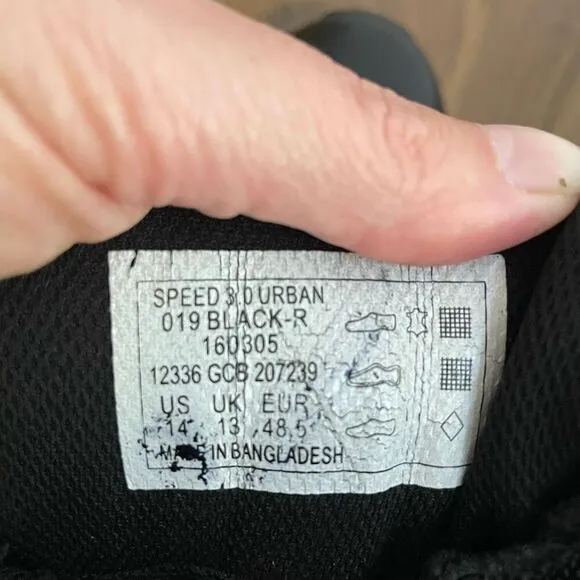 SPEED 3.0 URBAN
019 BLACK-R
160305
12336 GCB 207239
US UK EUR
14 13 48,5
MADE IN BANGLADESH